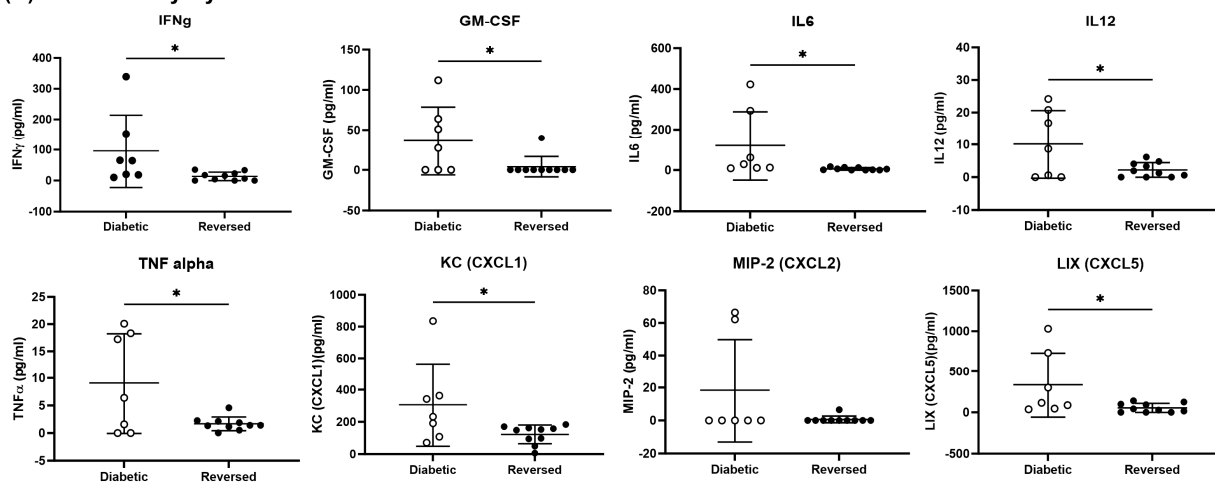 IFNg
GM-CSF
IL6
IL12
400
300
200
100
0
-100
IFNγ (pg/ml)
*
Diabetic
Reversed
150
100
50
0
-50
GM-CSF (pg/ml)
*
Diabetic
Reversed
600
400
200
0
-200
IL6 (pg/ml)
*
Diabetic
Reversed
40
30
20
10
0
-10
IL12 (pg/ml)
*
Diabetic
Reversed
TNF alpha
KC (CXCL1)
MIP-2 (CXCL2)
LIX (CXCL5)
25
20
15
10
5
0
-5
TNFα (pg/ml)
*
Diabetic
Reversed
1000
800
600
400
200
0
KC (CXCL1)(pg/ml)
*
Diabetic
Reversed
80
60
40
20
0
-20
MIP-2 (pg/ml)
Diabetic
Reversed
1500
1000
500
0
-500
LIX (CXCL5)(pg/ml)
*
Diabetic
Reversed